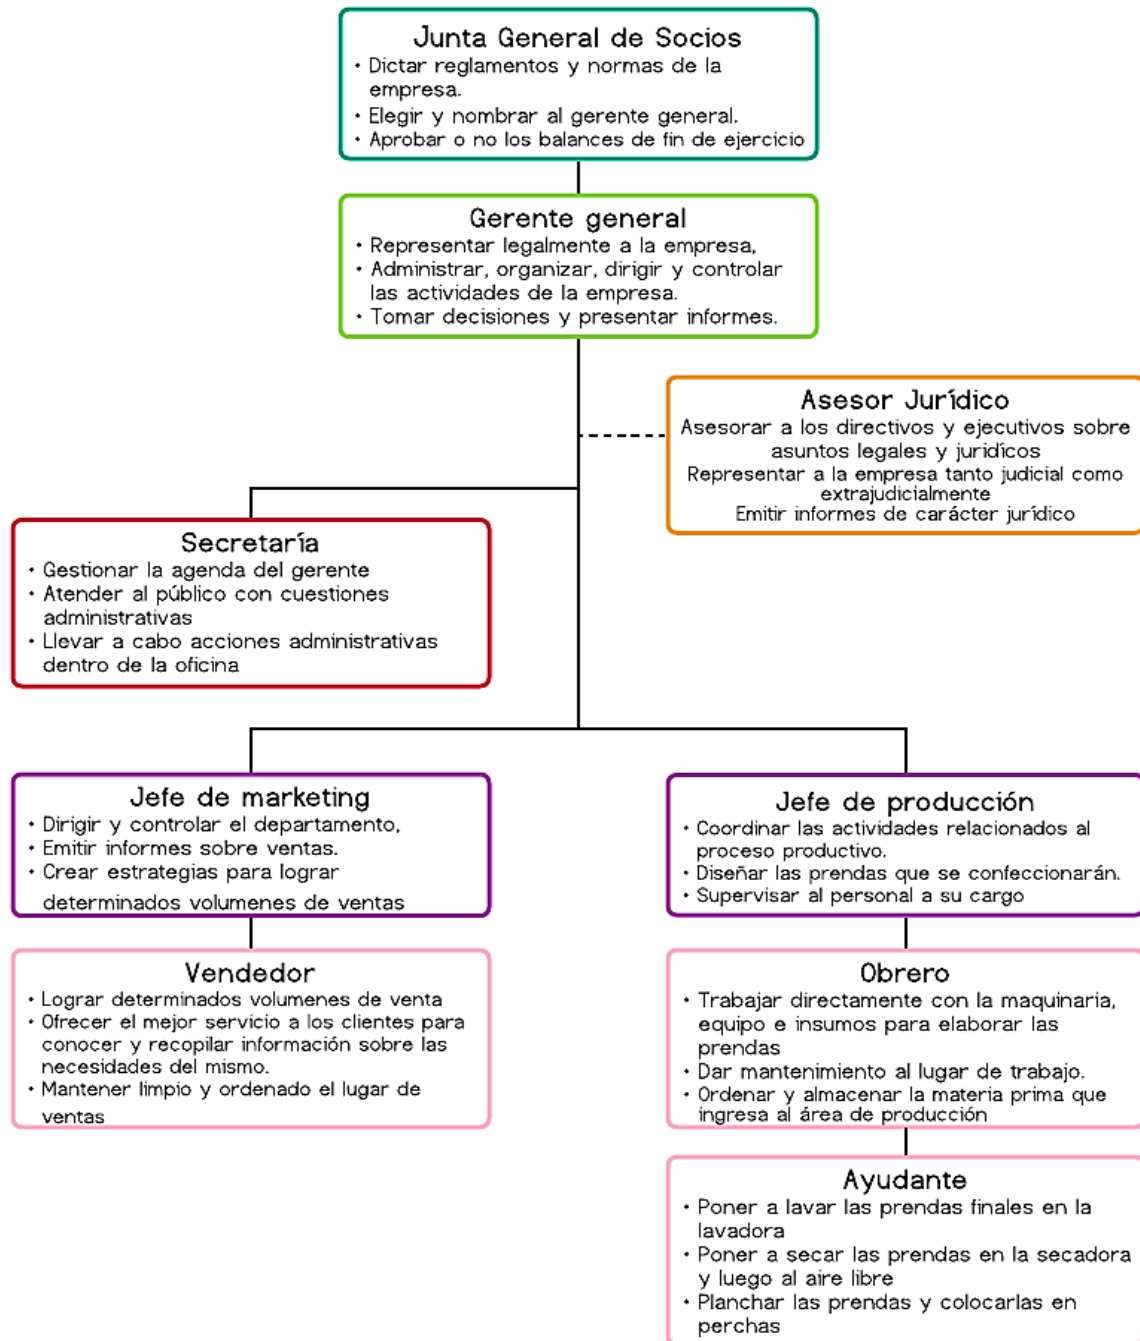 Junta General de Socios
• Dictar reglamentos y normas de la
empresa.
• Elegir y nombrar al gerente general.
• Aprobar o no los balances de fin de ejercicio
Gerente general
• Representar legalmente a la empresa,
• Administrar, organizar, dirigir y controlar
las actividades de la empresa.
• Tomar decisiones y presentar informes.
Asesor Jurídico
Asesorar a los directivos y ejecutivos sobre
asuntos legales y juridícos
Representar a la empresa tanto judicial como
extrajudicialmente
Emitir informes de carácter jurídico
Secretaría
• Gestionar la agenda del gerente
• Atender al público con cuestiones
administrativas
• Llevar a cabo acciones administrativas
dentro de la oficina
Jefe de marketing
• Dirigir y controlar el departamento,
• Emitir informes sobre ventas.
• Crear estrategias para lograr
determinados volumenes de ventas
Jefe de producción
• Coordinar las actividades relacionados al
proceso productivo.
• Diseñar las prendas que se confeccionarán.
• Supervisar al personal a su cargo
Vendedor
• Lograr determinados volumenes de venta
• Ofrecer el mejor servicio a los clientes para
conocer y recopilar información sobre las
necesidades del mismo.
• Mantener limpio y ordenado el lugar de
ventas
Obrero
• Trabajar directamente con la maquinaria,
equipo e insumos para elaborar las
prendas
• Dar mantenimiento al lugar de trabajo.
• Ordenar y almacenar la materia prima que
ingresa al área de producción
Ayudante
• Poner a lavar las prendas finales en la
lavadora
• Poner a secar las prendas en la secadora
y luego al aire libre
• Planchar las prendas y colocarlas en
perchas